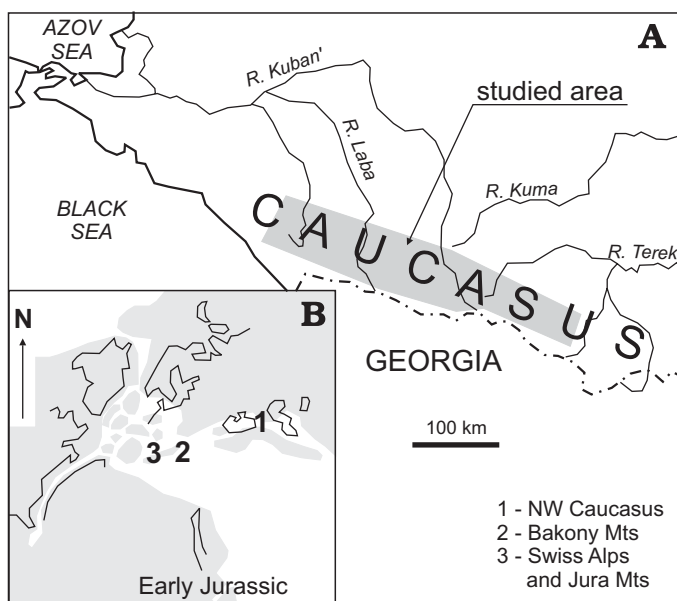 AZOV
SEA
A
R. Kuban'
studied area
R. Laba
BLACK
SEA
R. Kuma
CAUCASUS
R. Terek
B
N
GEORGIA
100 km
1
3 2
1 - NW Caucasus
2 - Bakony Mts
3 - Swiss Alps
and Jura Mts
Early Jurassic